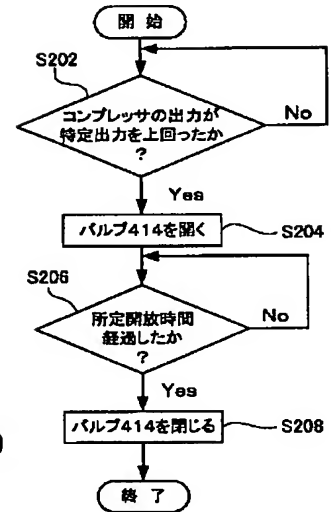 開 始
S202
コンプレッサの出力が
特定出力を上回ったか
?
No
Yes
バルブ414を開く
S204
S206
所定開放時間
経過したか
?
No
Yes
バルブ414を閉じる
S208
終 了